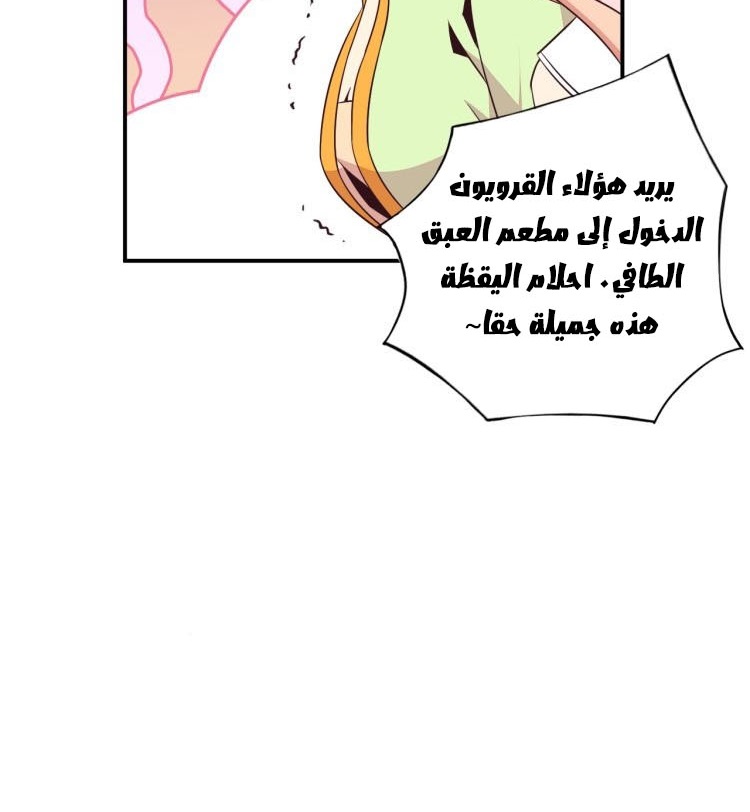 يريد هؤلاء القرويون
الدخول إلى مطعم العبق
الطافي. احلام اليقظة
هذه جميلة حقا~